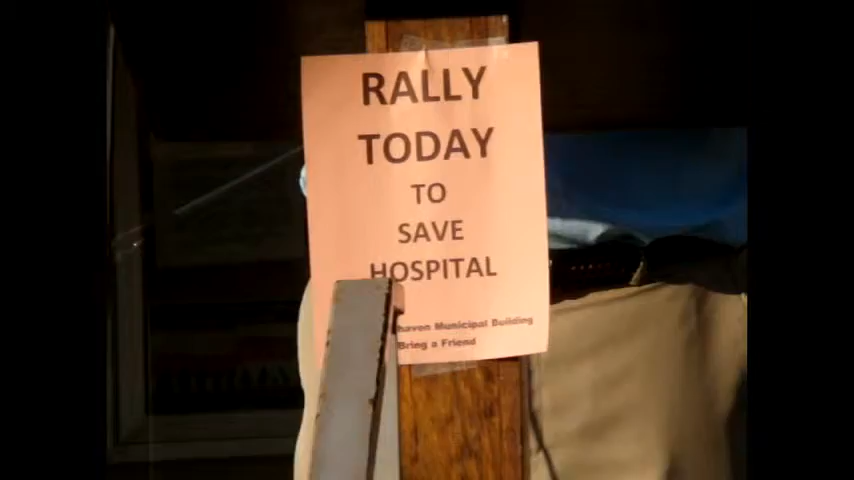 RALLY
TODAY
TO
SAVE
HOSPITAL
Municipal Building
Bring a Friend